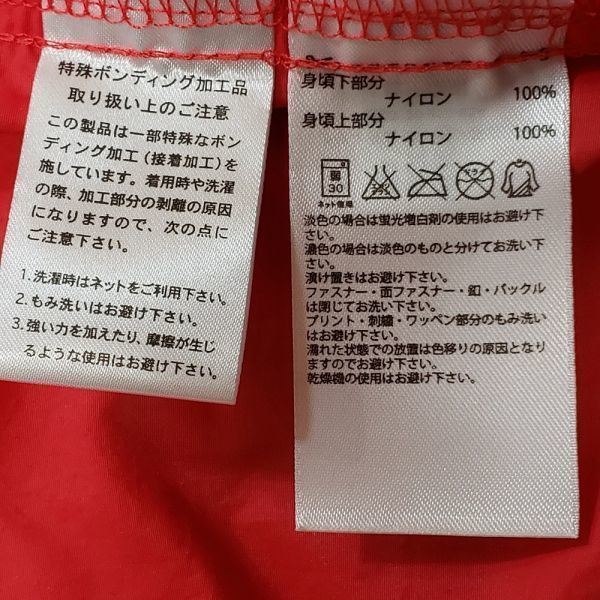 特殊ボンディング加工品
取り扱い上のご注意
この製品は一部特殊なボン
ディング加工(接着加工)を
施しています。着用時や洗濯
の際、加工部分の剥離の原因
になりますので、次の点に
ご注意下さい。
1.洗濯時はネットをご利用下さい。
2.もみ洗いはお避け下さい。
3.強い力を加えたり、摩擦が生じ
るような使用はお避け下さい。
身頃下部分
ナイロン 100%
身頃上部分
ナイロン 100%
弱
30
ネット使用
エンソ
サラシ
ドライ
淡色の場合は蛍光増白剤の使用はお避け下
さい。
濃色の場合は淡色のものと分けてお洗い下
さい。
漬け置きはお避け下さい。
ファスナー・面ファスナー・釦・バックル
は閉じてお洗い下さい。
プリント・刺繍・ワッペン部分のもみ洗い
はお避け下さい。
濡れた状態での放置は色移りの原因となり
ますのでお避け下さい。
乾燥機の使用はお避け下さい。